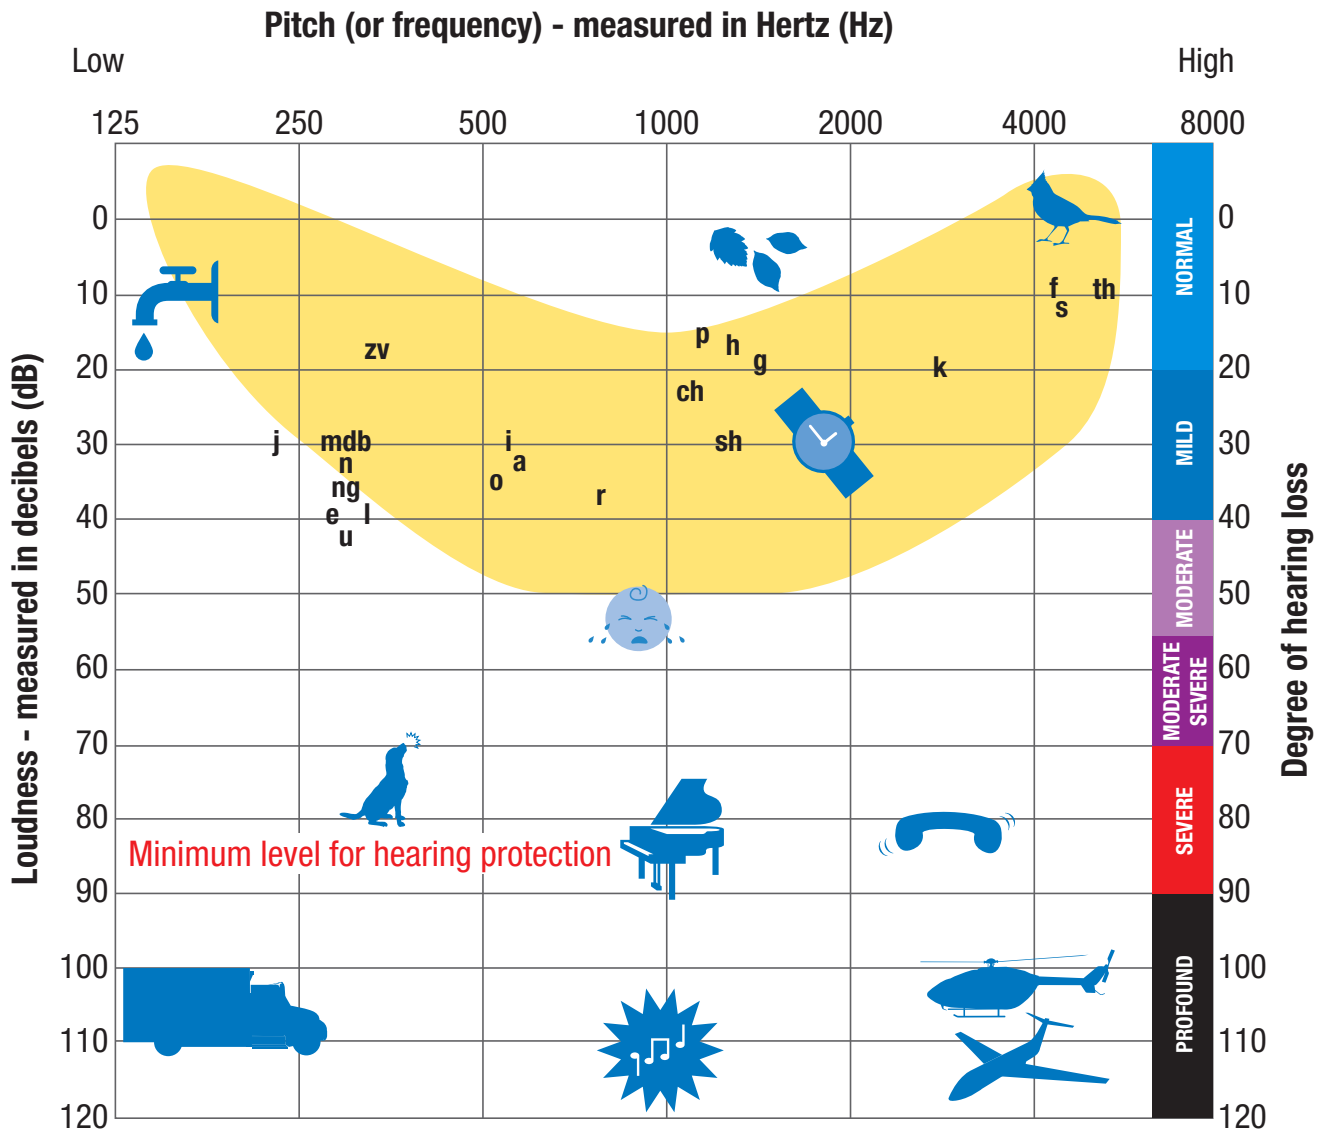 Pitch (or frequency) - measured in Hertz (Hz)
Low High
125 250 500 1000 2000 4000 8000
Loudness - measured in decibels (dB)
0 0
f th
10 10
s
p
zv h
g
20 k 20
ch
j mdb i sh
30 30
n a
ng o r
e l
40 40
u
50 50
60 60
70 70
80 80
Minimum level for hearing protection
90 90
100 100
110 110
120 120
NORMAL
MILD
MODERATE
MODERATE
SEVERE
SEVERE
PROFOUND
Degree of hearing loss